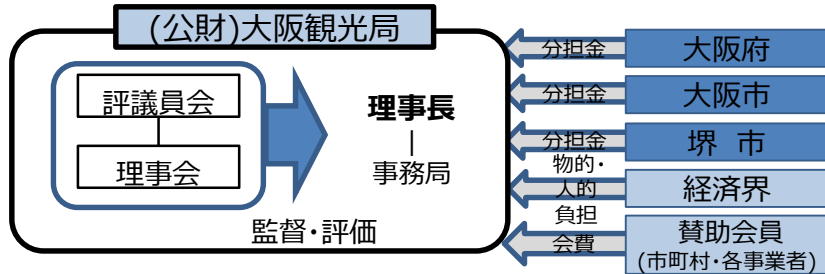 (公財)大阪観光局
評議員会
理事会
理事長
事務局
監督・評価
分担金
大阪府
分担金
大阪市
分担金
堺 市
物的・
人的
負担
経済界
会費
賛助会員
(市町村・各事業者)